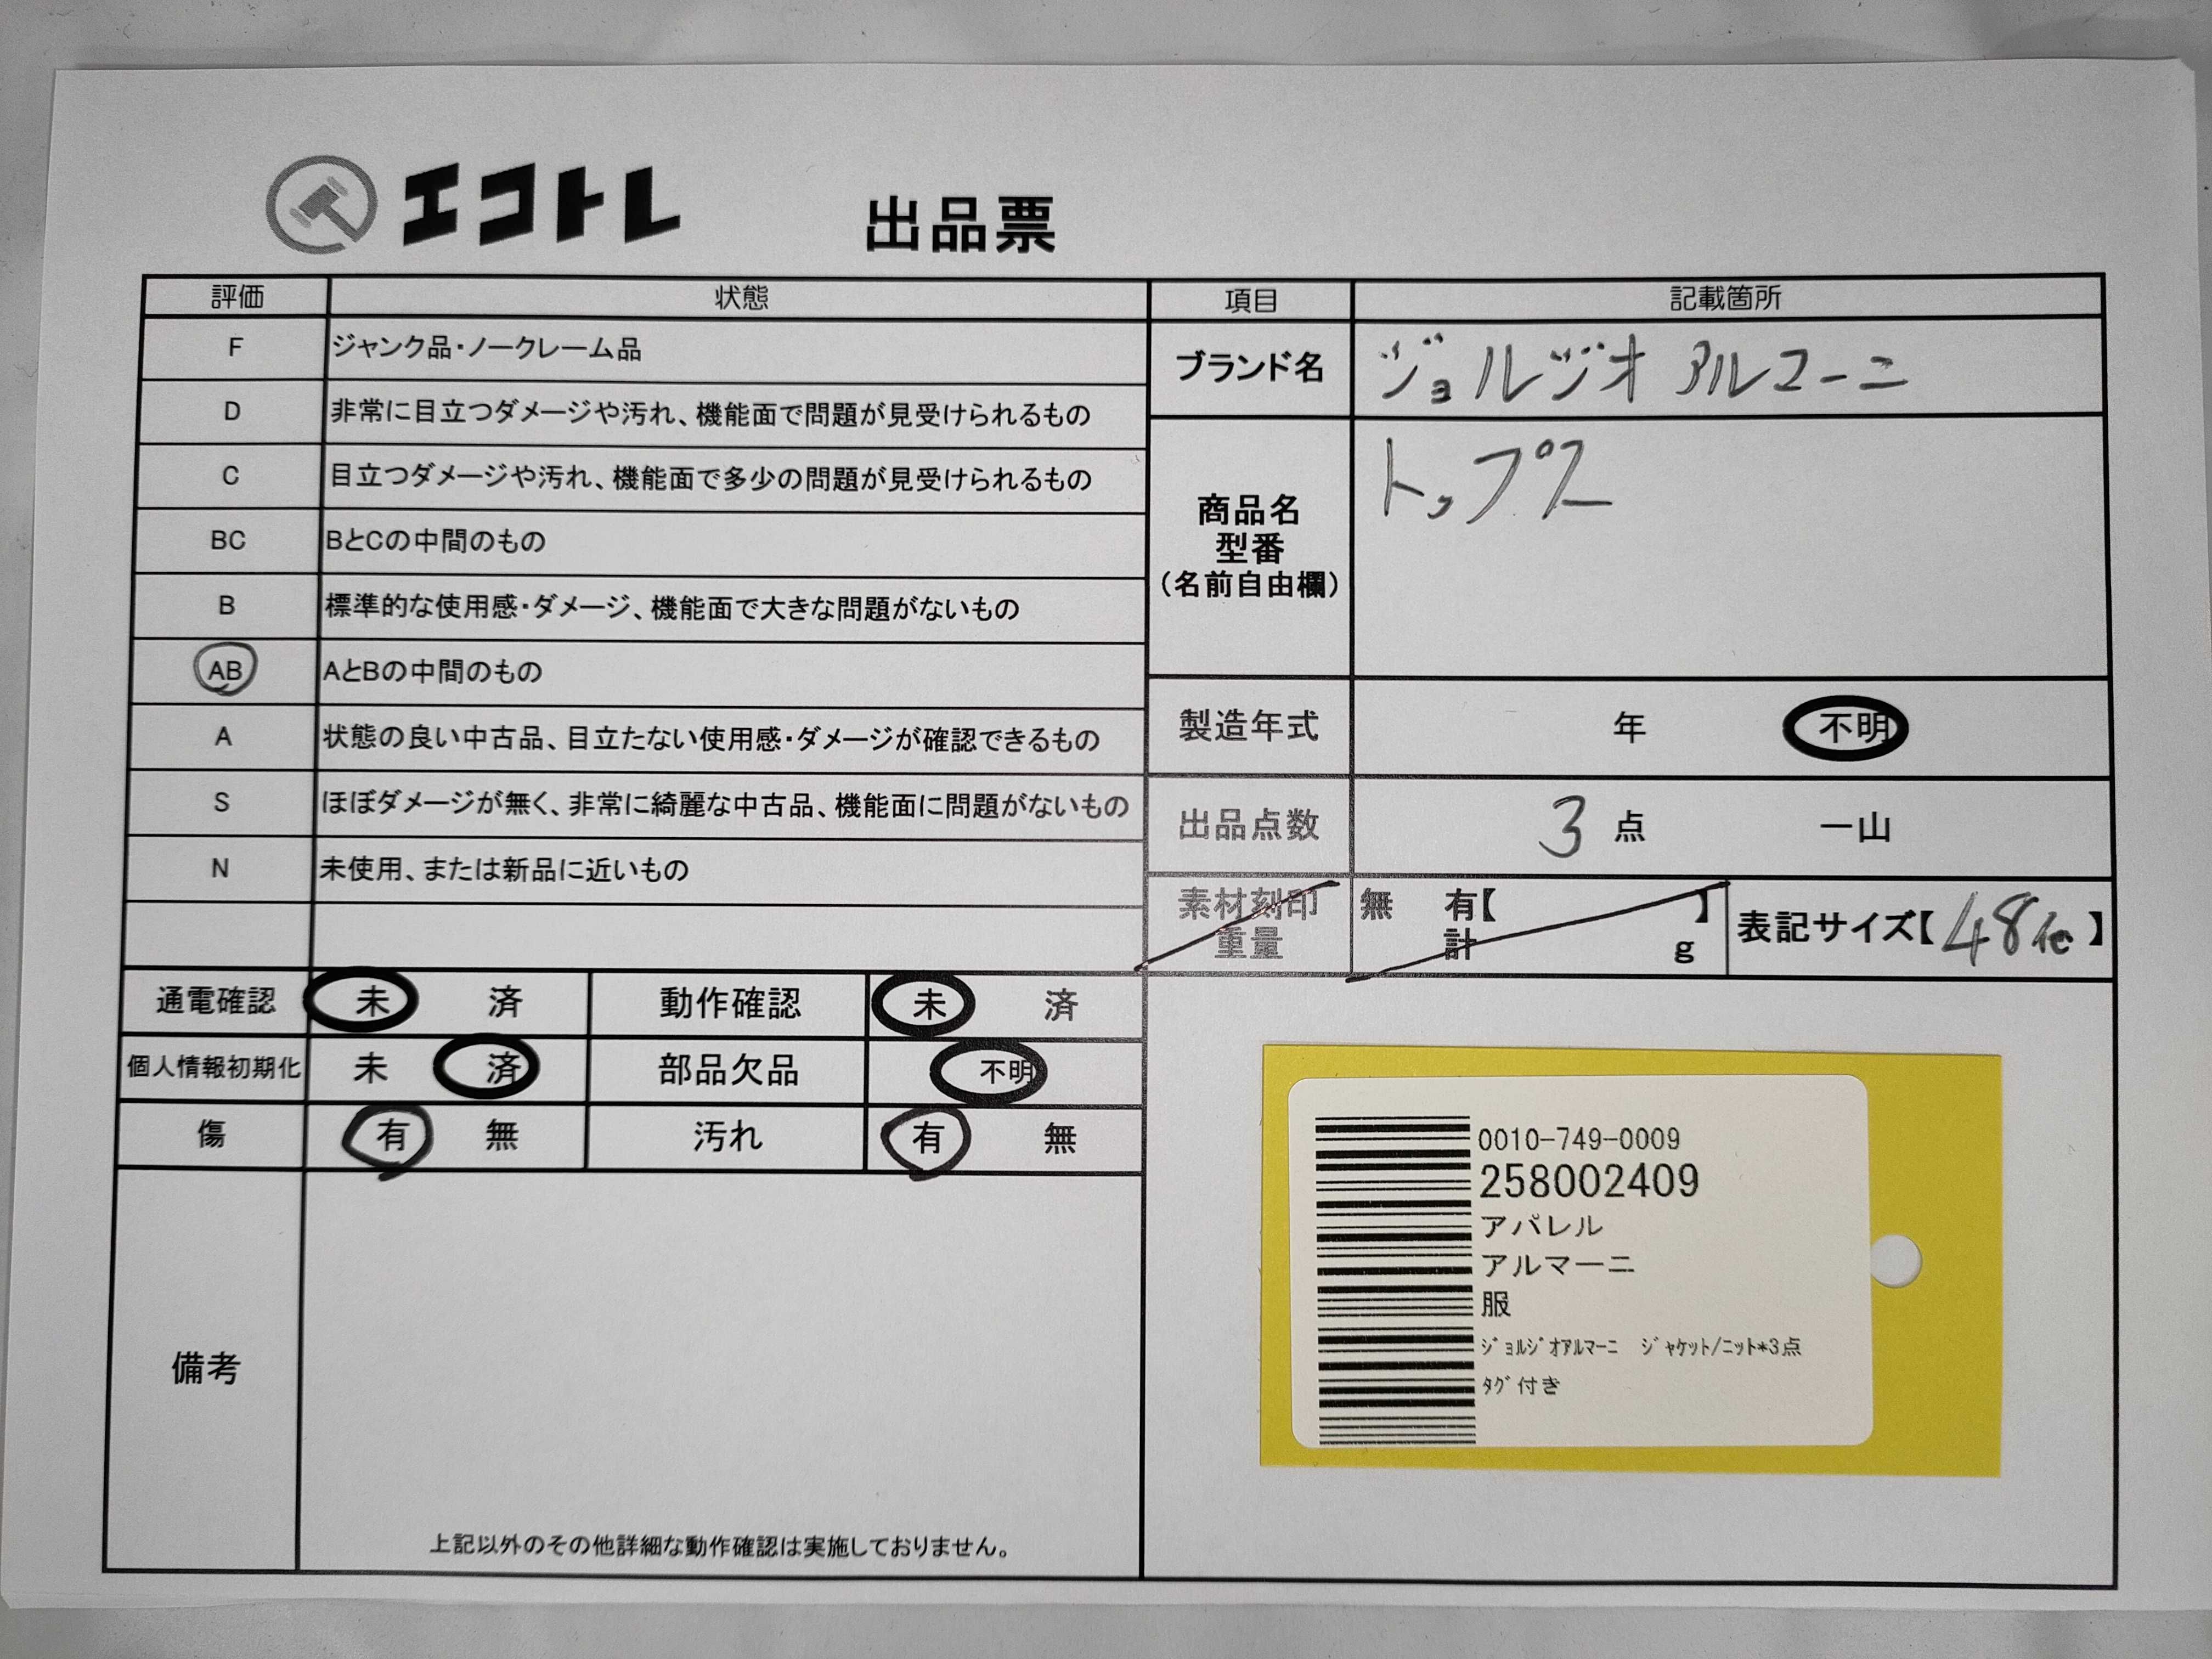 エコトレ 出品票
評価 状態 項目 記載箇所
F ジャンク品・ノークレーム品
D 非常に目立つダメージや汚れ、機能面で問題が見受けられるもの
C 目立つダメージや汚れ、機能面で多少の問題が見受けられるもの
BC BとCの中間のもの
B 標準的な使用感・ダメージ、機能面で大きな問題がないもの
AB AとBの中間のもの
A 状態の良い中古品、目立たない使用感・ダメージが確認できるもの
S ほぼダメージが無く、非常に綺麗な中古品、機能面に問題がないもの
N 未使用、または新品に近いもの
ブランド名 ジョルジオ アルマーニ
商品名
型番
(名前自由欄)
トップス
製造年式 年 不明
出品点数 3 点 一山
素材刻印
重量
無 有【 】
計 g
表記サイズ【48他】
通電確認 未 済 動作確認 未 済
個人情報初期化 未 済 部品欠品 不明
傷 有 無 汚れ 有 無
備考
上記以外のその他詳細な動作確認は実施しておりません。
0010-749-0009
258002409
アパレル
アルマーニ
服
ｼﾞｮﾙｼﾞｵｱﾙﾏｰﾆ ｼﾞｬｹｯﾄ/ﾆｯﾄ*3点
ﾀｸﾞ付き